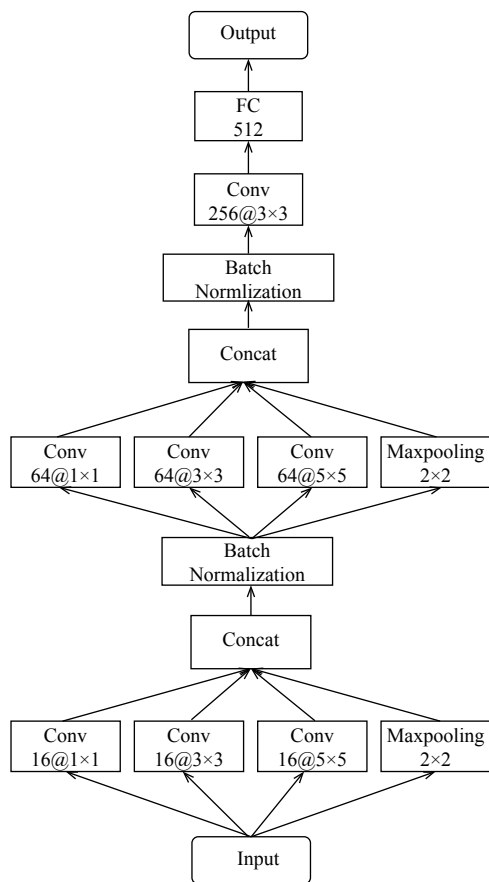 Output
FC
512
Conv
256@3×3
Batch
Normlization
Concat
Conv
64@1×1
Conv
64@3×3
Conv
64@5×5
Maxpooling
2×2
Batch
Normalization
Concat
Conv
16@1×1
Conv
16@3×3
Conv
16@5×5
Maxpooling
2×2
Input